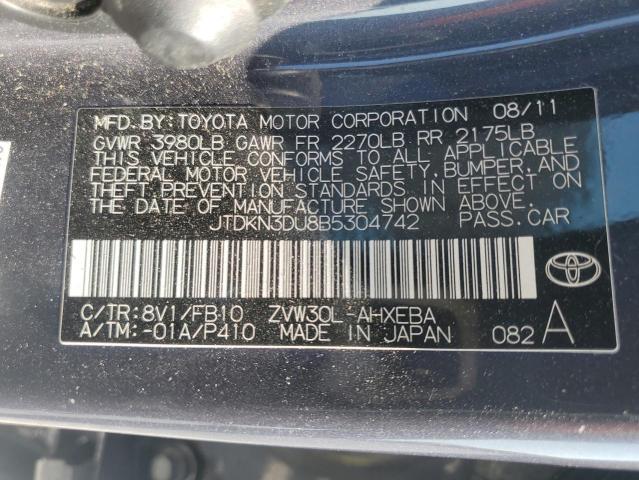 MFD.BY:TOYOTA MOTOR CORPORATION 08/11
GVWR 3980LB GAWR FR 2270LB RR 2175LB
THIS VEHICLE CONFORMS TO ALL APPLICABLE
FEDERAL MOTOR VEHICLE SAFETY,BUMPER,AND
THEFT PREVENTION STANDARDS IN EFFECT ON
THE DATE OF MANUFACTURE SHOWN ABOVE.
JTDKN3DU8B5304742 PASS.CAR
C/TR:8V1/FB10 ZVW30L-AHXEBA
A/TM:-01A/P410 MADE IN JAPAN 082A